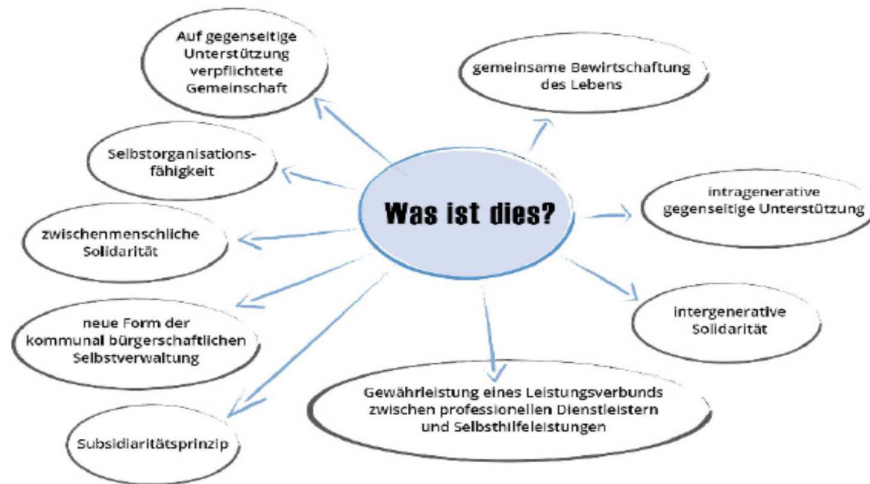 Auf gegenseitige
Unterstützung
verpflichtete
Gemeinschaft
gemeinsame Bewirtschaftung
des Lebens
Selbstorganisations-
fähigkeit
Was ist dies?
intragenerative
gegenseitige Unterstützung
zwischenmenschliche
Solidarität
neue Form der
kommunal bürgerschaftlichen
Selbstverwaltung
intergenerative
Solidarität
Gewährleistung eines Leistungsverbunds
zwischen professionellen Dienstleistern
und Selbsthilfeleistungen
Subsidiaritätsprinzip